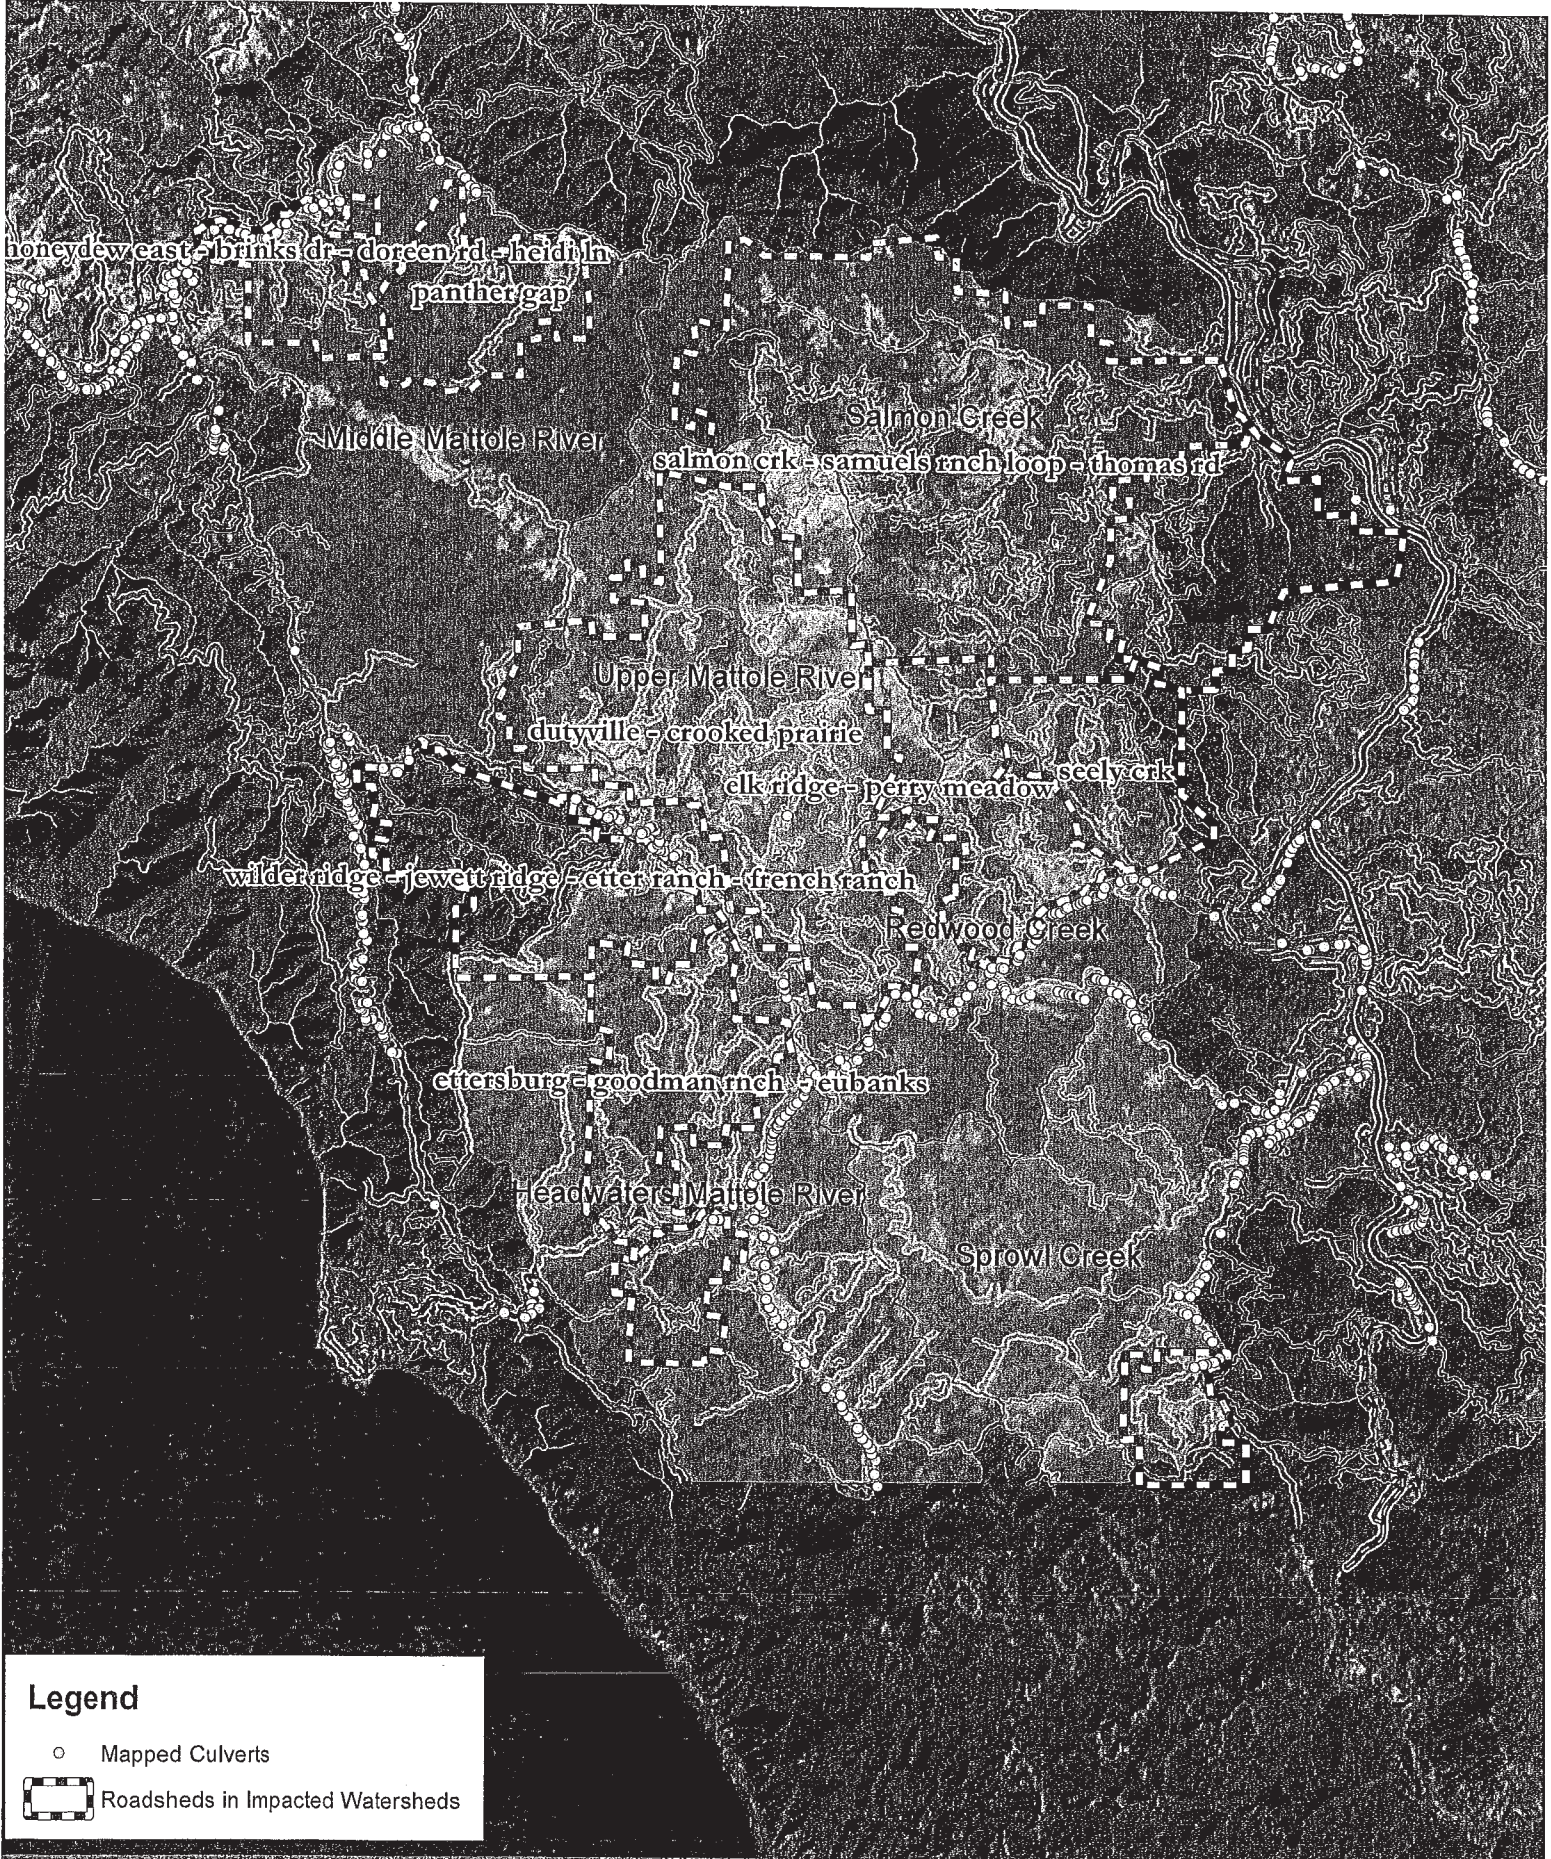 honeydew east - brinks dr - doreen rd - heidi ln
panther gap
Salmon Creek
Middle Mattole River
salmon crk - samuels rnch loop - thomas rd
Upper Mattole River
dutyville - crooked prairie
seely crk
elk ridge - perry meadow
wilder ridge - jewett ridge - etter ranch - french ranch
Redwood Creek
ettersburg - goodman rnch - eubanks
Headwaters Mattole River
Sprowl Creek
Legend
Mapped Culverts
Roadsheds in Impacted Watersheds